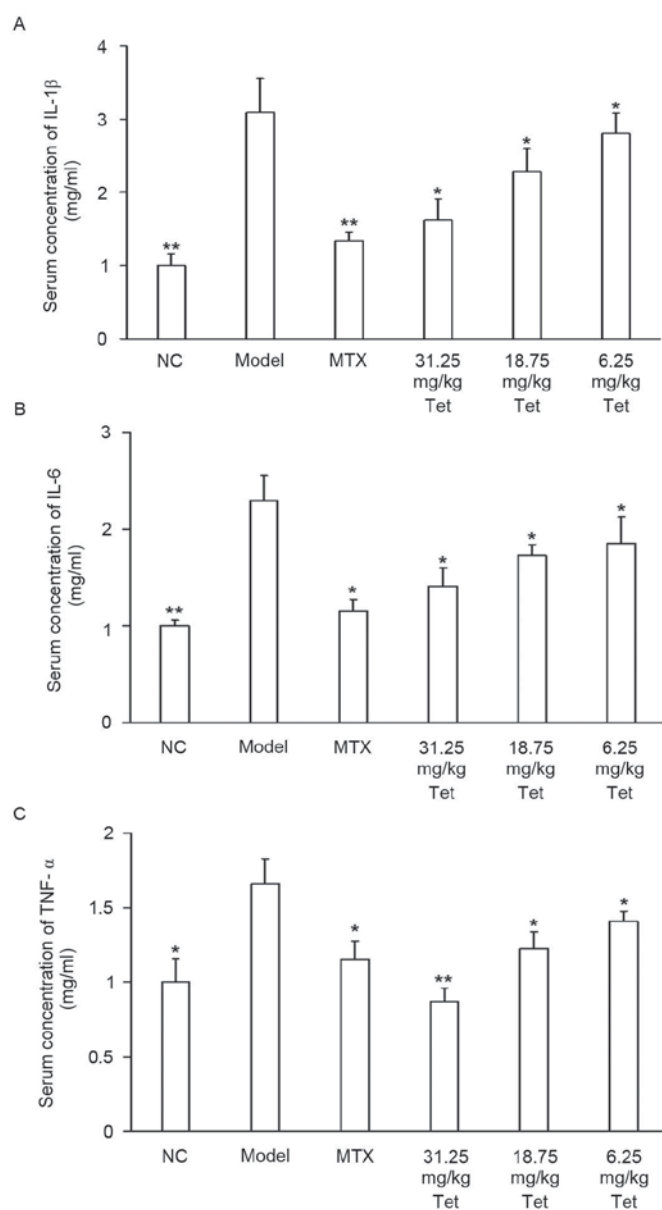 A
Serum concentration of IL-1β
(mg/ml)
4
3
2
1
0
**
**
*
*
*
NC Model MTX 31.25 18.75 6.25
mg/kg mg/kg mg/kg
Tet Tet Tet
B
Serum concentration of IL-6
(mg/ml)
3
2
1
0
**
*
*
*
*
NC Model MTX 31.25 18.75 6.25
mg/kg mg/kg mg/kg
Tet Tet Tet
C
Serum concentration of TNF- α
(mg/ml)
2
1.5
1
0.5
0
*
*
**
*
*
NC Model MTX 31.25 18.75 6.25
mg/kg mg/kg mg/kg
Tet Tet Tet